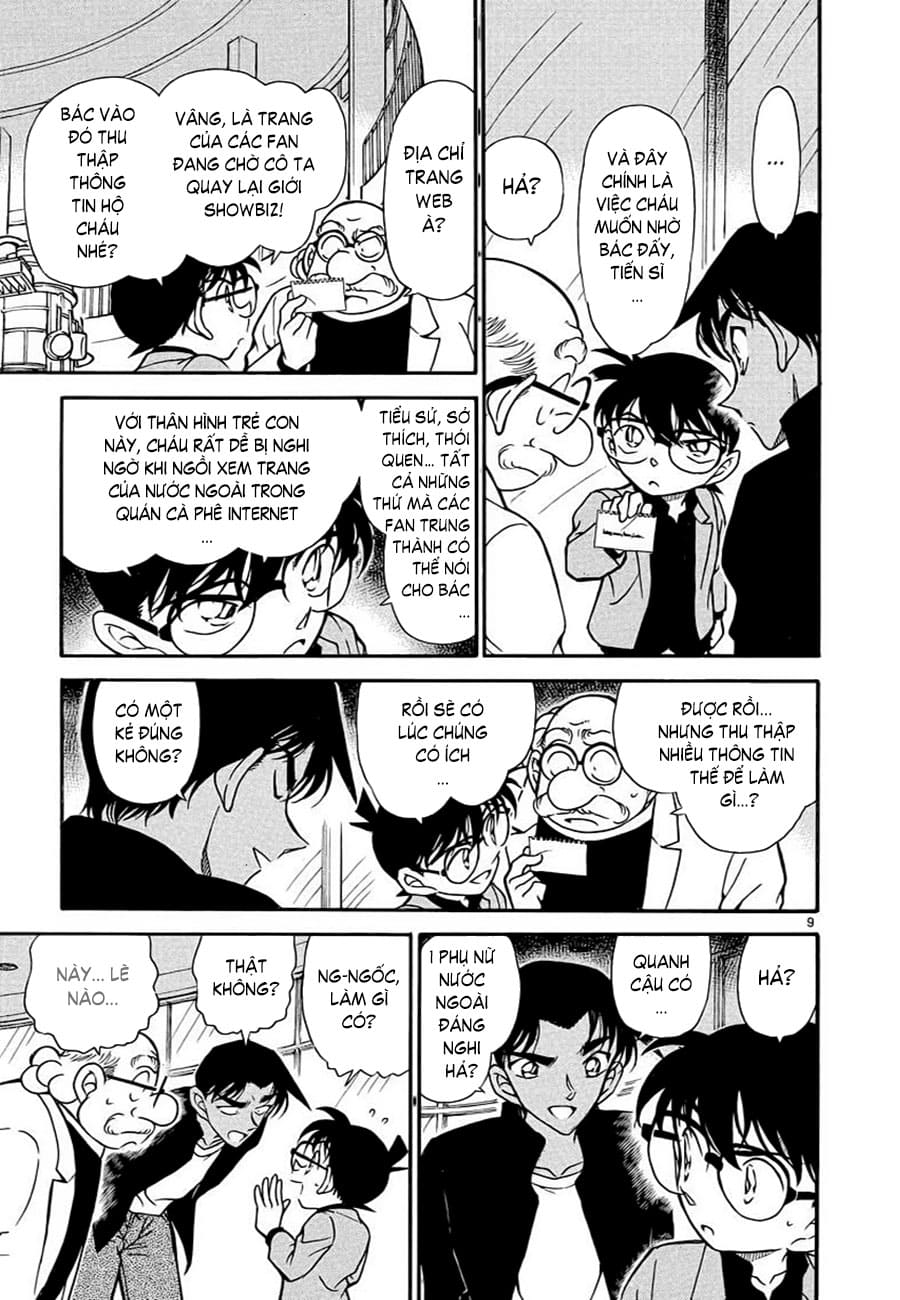 ...
VÀ ĐÂY
CHÍNH LÀ
VIỆC CHÁU
MUỐN NHỜ
BÁC ĐẤY,
TIẾN SĨ
...
HẢ?
ĐỊA CHỈ
TRANG
WEB
À?
VÂNG, LÀ TRANG
CỦA CÁC FAN
ĐANG CHỜ CÔ TA
QUAY LẠI GIỚI
SHOWBIZ!
BÁC VÀO
ĐÓ THU
THẬP
THÔNG
TIN HỘ
CHÁU
NHÉ?
TIỂU SỬ, SỞ
THÍCH, THÓI
QUEN... TẤT
CẢ NHỮNG
THỨ MÀ CÁC
FAN TRUNG
THÀNH CÓ
THỂ NÓI
CHO BÁC
...
VỚI THÂN HÌNH TRẺ CON
NÀY, CHÁU RẤT DỄ BỊ NGHI
NGỜ KHI NGỒI XEM TRANG
CỦA NƯỚC NGOÀI TRONG
QUÁN CÀ PHÊ INTERNET
...
ĐƯỢC RỒI...
NHƯNG THU THẬP
NHIỀU THÔNG TIN
THẾ ĐỂ LÀM
GÌ...?
RỒI SẼ CÓ
LÚC CHÚNG
CÓ ÍCH
...
CÓ MỘT
KẺ ĐÚNG
KHÔNG?
9
HẢ?
QUANH
CẬU CÓ
...
1 PHỤ NỮ
NƯỚC
NGOÀI
ĐÁNG
NGHI
HẢ?
NG-NGỐC,
LÀM GÌ
CÓ?
THẬT
KHÔNG?
NÀY... LẼ
NÀO...